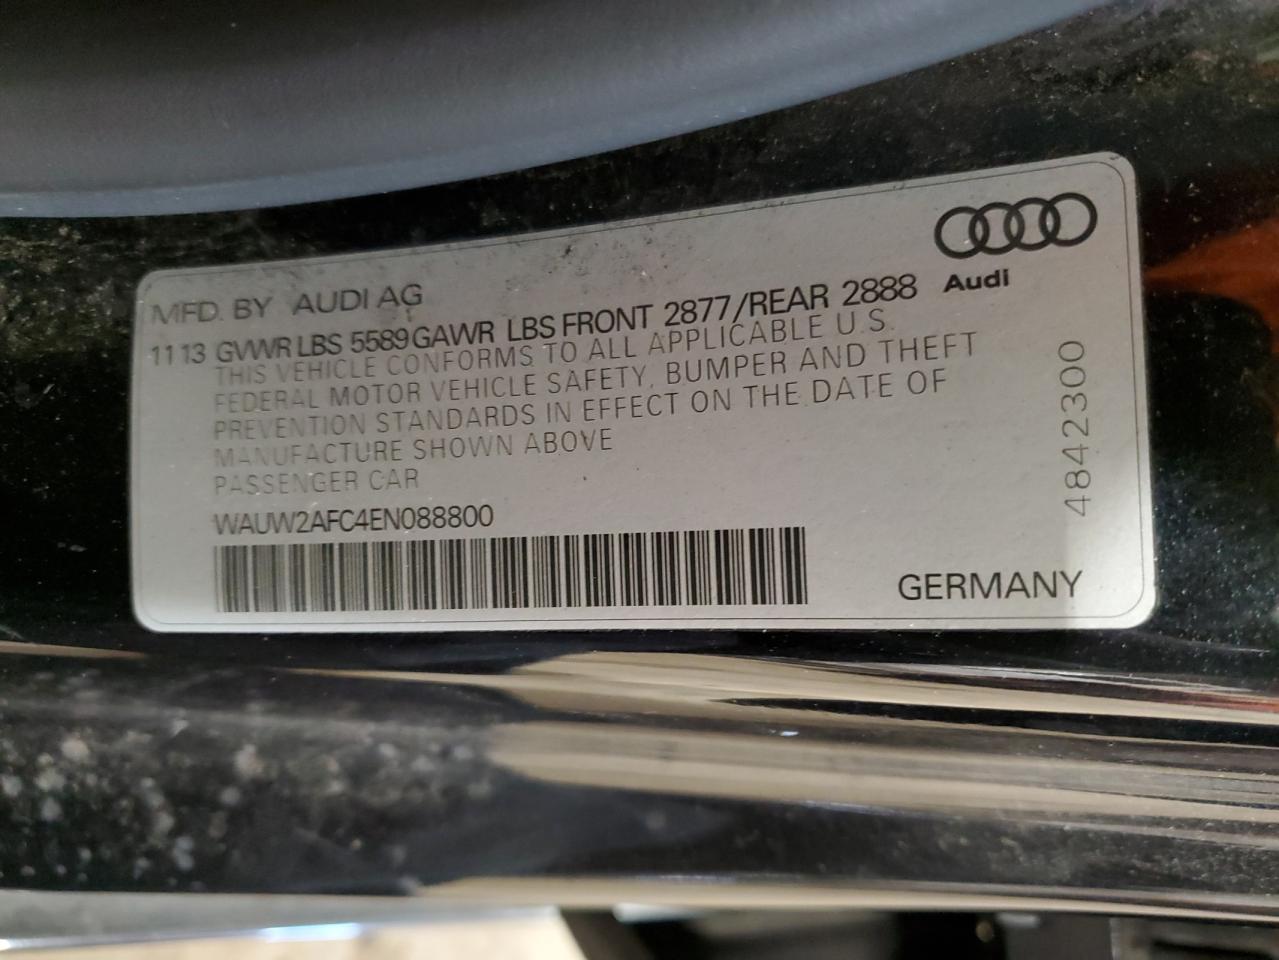 MFD. BY AUDI AG
Audi
11 13 GVWR LBS 5589 GAWR LBS FRONT 2877/REAR 2888
THIS VEHICLE CONFORMS TO ALL APPLICABLE U.S.
FEDERAL MOTOR VEHICLE SAFETY, BUMPER AND THEFT
PREVENTION STANDARDS IN EFFECT ON THE DATE OF
MANUFACTURE SHOWN ABOVE
PASSENGER CAR
WAUW2AFC4EN088800
4842300
GERMANY